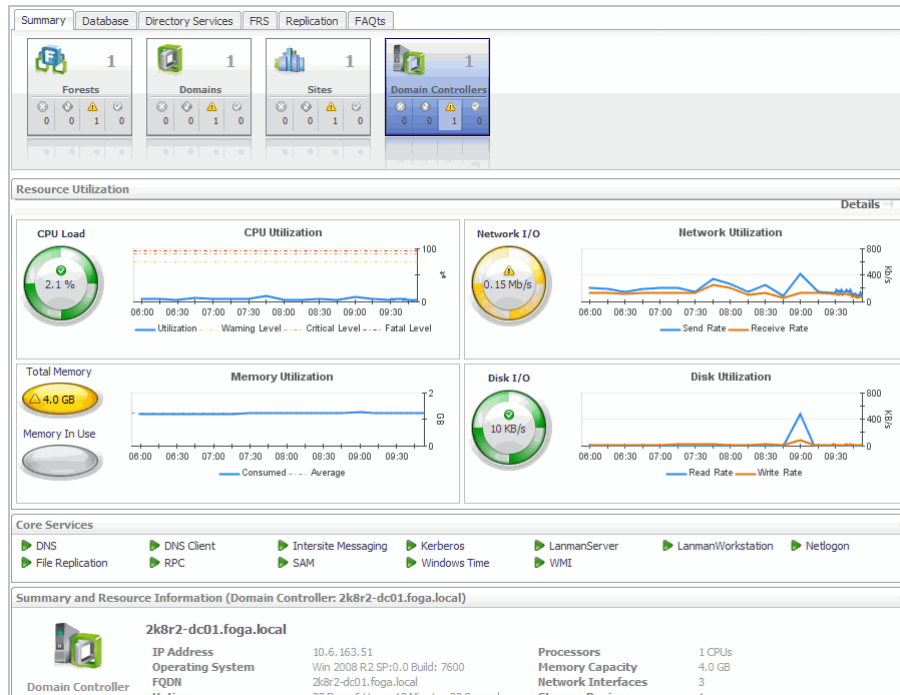 Summary Database Directory Services FRS Replication FAQts
1 1 1 1
Forests Domains Sites Domain Controllers
0 0 1 0 0 0 1 0 0 0 1 0 0 0 1 0
Resource Utilization
Details
CPU Load CPU Utilization Network I/O Network Utilization
100 800
2.1 % % 0.15 Mb/s 400 Kb/s
0 0
06:00 06:30 07:00 07:30 08:00 08:30 09:00 09:30 06:00 06:30 07:00 07:30 08:00 08:30 09:00 09:30
Utilization Warning Level Critical Level Fatal Level Send Rate Receive Rate
Total Memory Memory Utilization Disk I/O Disk Utilization
4.0 GB 2 800
Memory In Use GB 10 KB/s 400 KB/s
0 0
06:00 06:30 07:00 07:30 08:00 08:30 09:00 09:30 06:00 06:30 07:00 07:30 08:00 08:30 09:00 09:30
Consumed Average Read Rate Write Rate
Core Services
DNS DNS Client Intersite Messaging Kerberos LanmanServer LanmanWorkstation Netlogon
File Replication RPC SAM Windows Time WMI
Summary and Resource Information (Domain Controller: 2k8r2-dc01.foga.local)
2k8r2-dc01.foga.local
IP Address 10.6.163.51 Processors 1 CPUs
Operating System Win 2008 R2 SP:0.0 Build: 7600 Memory Capacity 4.0 GB
Domain Controller FQDN 2k8r2-dc01.foga.local Network Interfaces 3